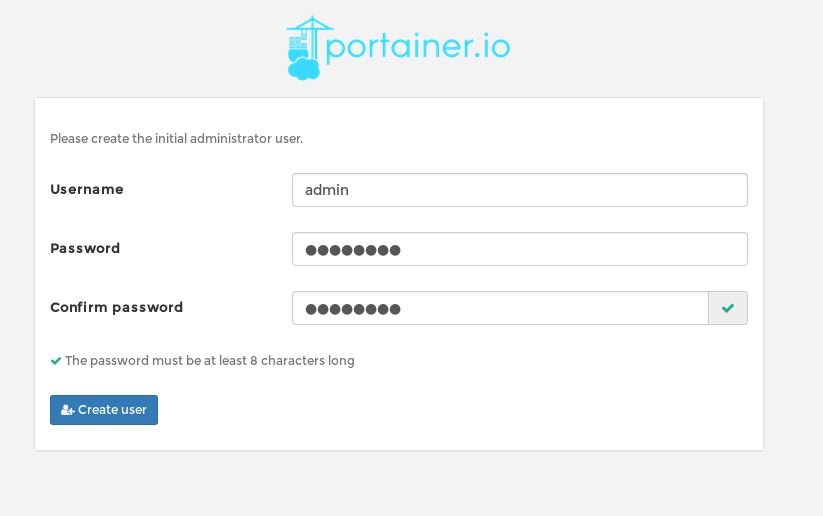 portainer.io
Please create the initial administrator user.
Username
admin
Password
●●●●●●●●
Confirm password
●●●●●●●●
The password must be at least 8 characters long
Create user